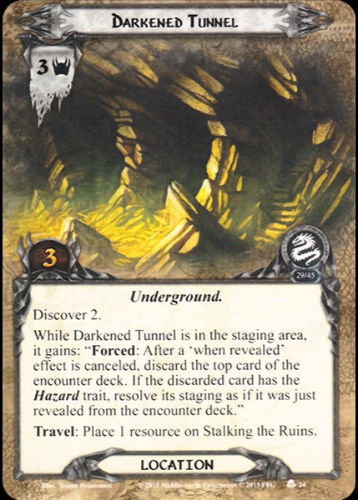 DARKENED TUNNEL
3
3
29/45
Underground.
Discover 2.
While Darkened Tunnel is in the staging area,
it gains: “Forced: After a ‘when revealed’
effect is canceled, discard the top card of the
encounter deck. If the discarded card has the
Hazard trait, resolve its staging as if it was just
revealed from the encounter deck.”
Travel: Place 1 resource on Stalking the Ruins.
LOCATION
© 2015 FFG